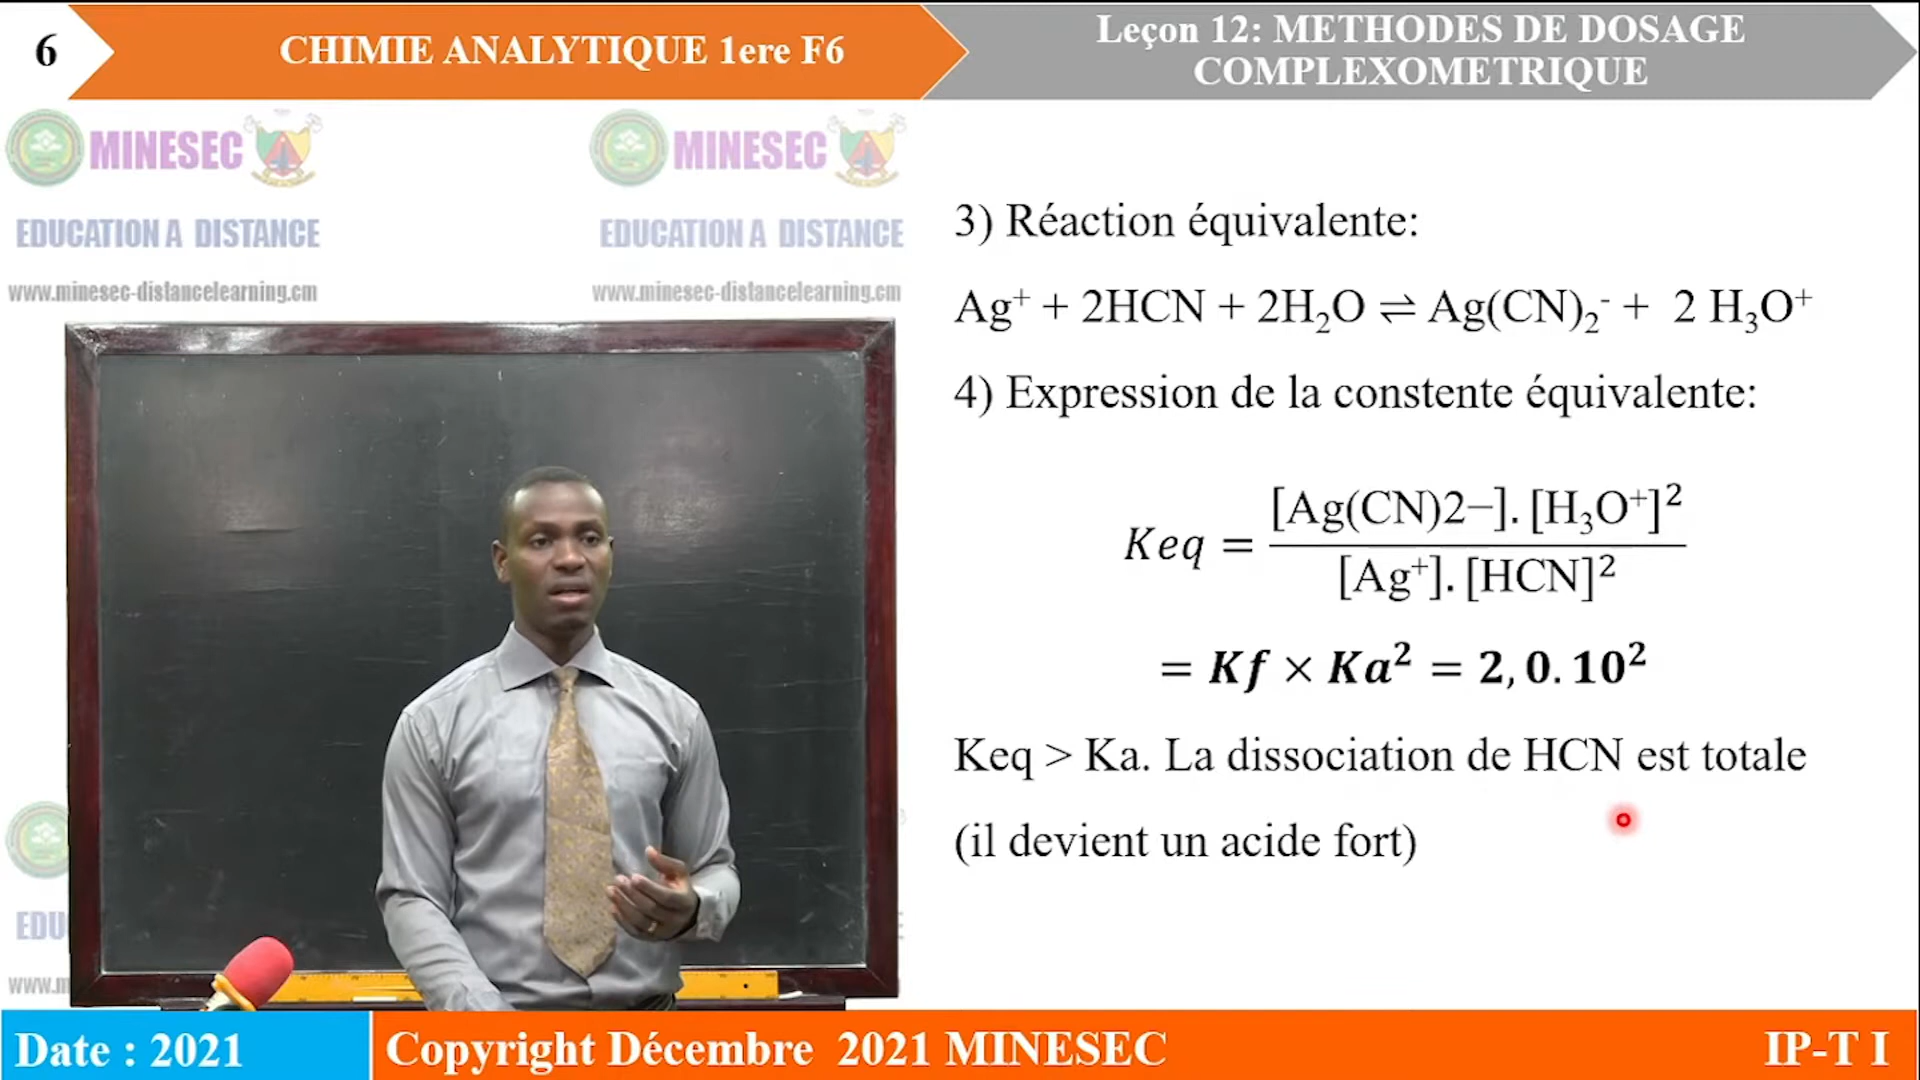 6
CHIMIE ANALYTIQUE 1ere F6
Leçon 12: METHODES DE DOSAGE
COMPLEXOMETRIQUE
MINESEC
MINESEC
EDUCATION A DISTANCE
EDUCATION A DISTANCE
www.minesec-distancelearning.cm
www.minesec-distancelearning.cm
3) Réaction équivalente:
Ag⁺ + 2HCN + 2H₂O ⇌ Ag(CN)₂⁻ + 2 H₃O⁺
4) Expression de la constente équivalente:
Keq = [Ag(CN)2−]. [H₃O⁺]² / [Ag⁺]. [HCN]²
= Kf × Ka² = 2,0. 10²
Keq > Ka. La dissociation de HCN est totale
(il devient un acide fort)
EDU
www.m
Date : 2021
Copyright Décembre 2021 MINESEC
IP-T I